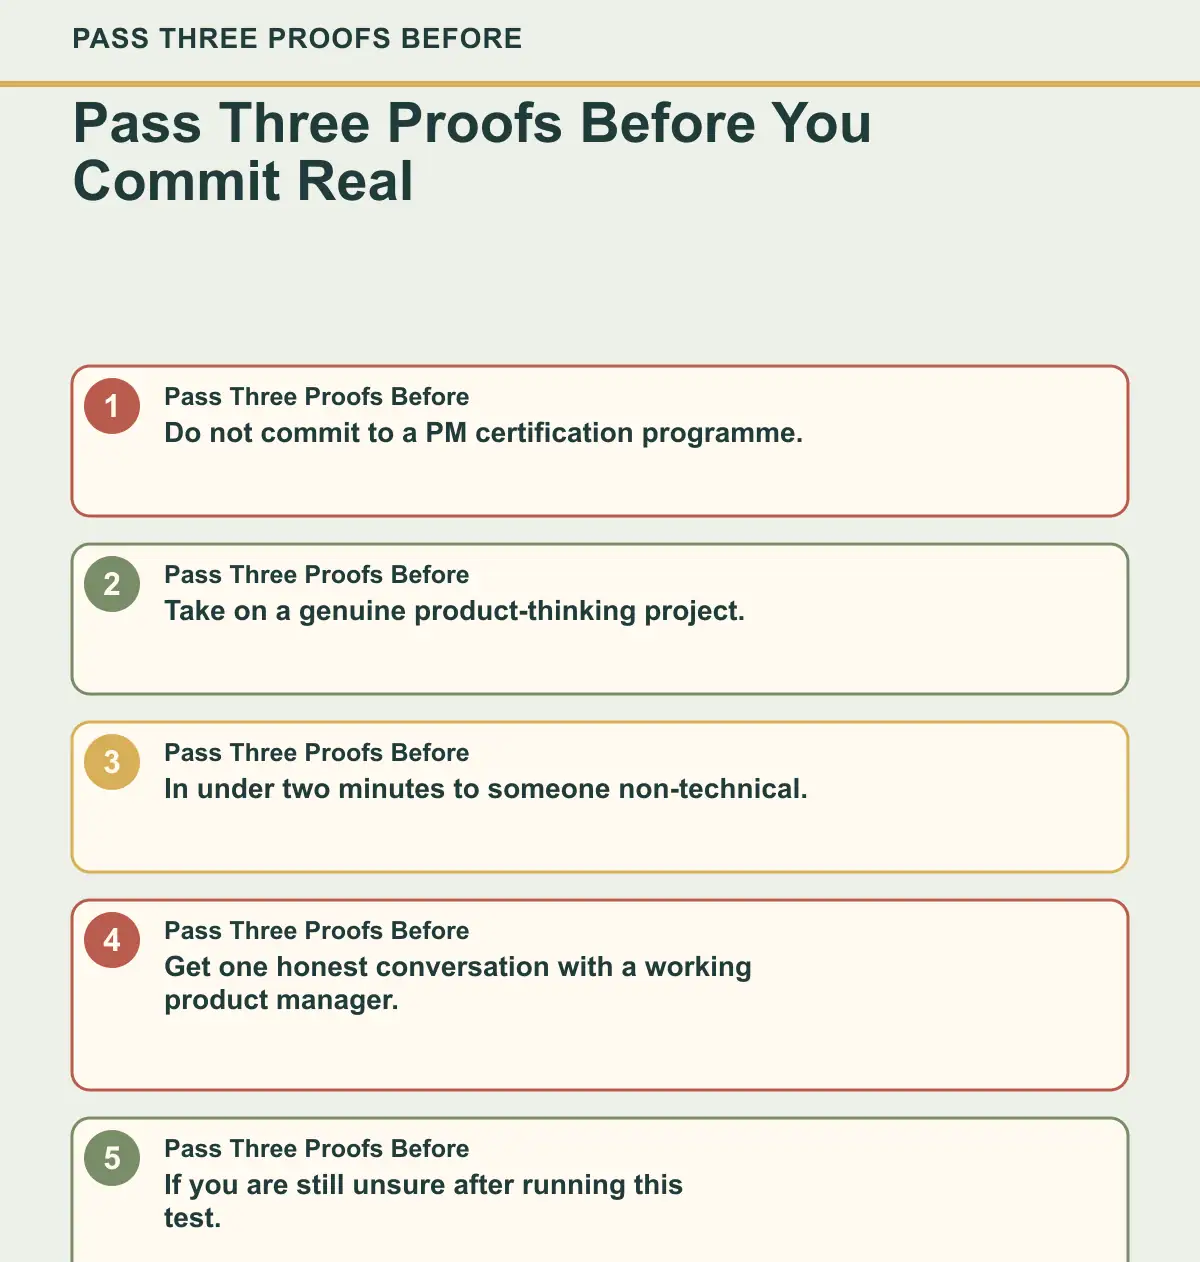 PASS THREE PROOFS BEFORE
Pass Three Proofs Before You
Commit Real
1
Pass Three Proofs Before
Do not commit to a PM certification programme.
2
Pass Three Proofs Before
Take on a genuine product-thinking project.
3
Pass Three Proofs Before
In under two minutes to someone non-technical.
4
Pass Three Proofs Before
Get one honest conversation with a working
product manager.
5
Pass Three Proofs Before
If you are still unsure after running this
test.